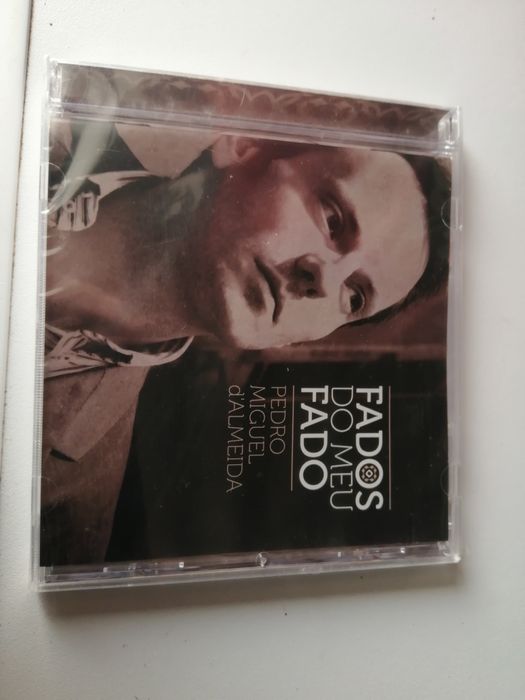 FADOS
DO MEU
FADO
PEDRO
MIGUEL
d'ALMEIDA